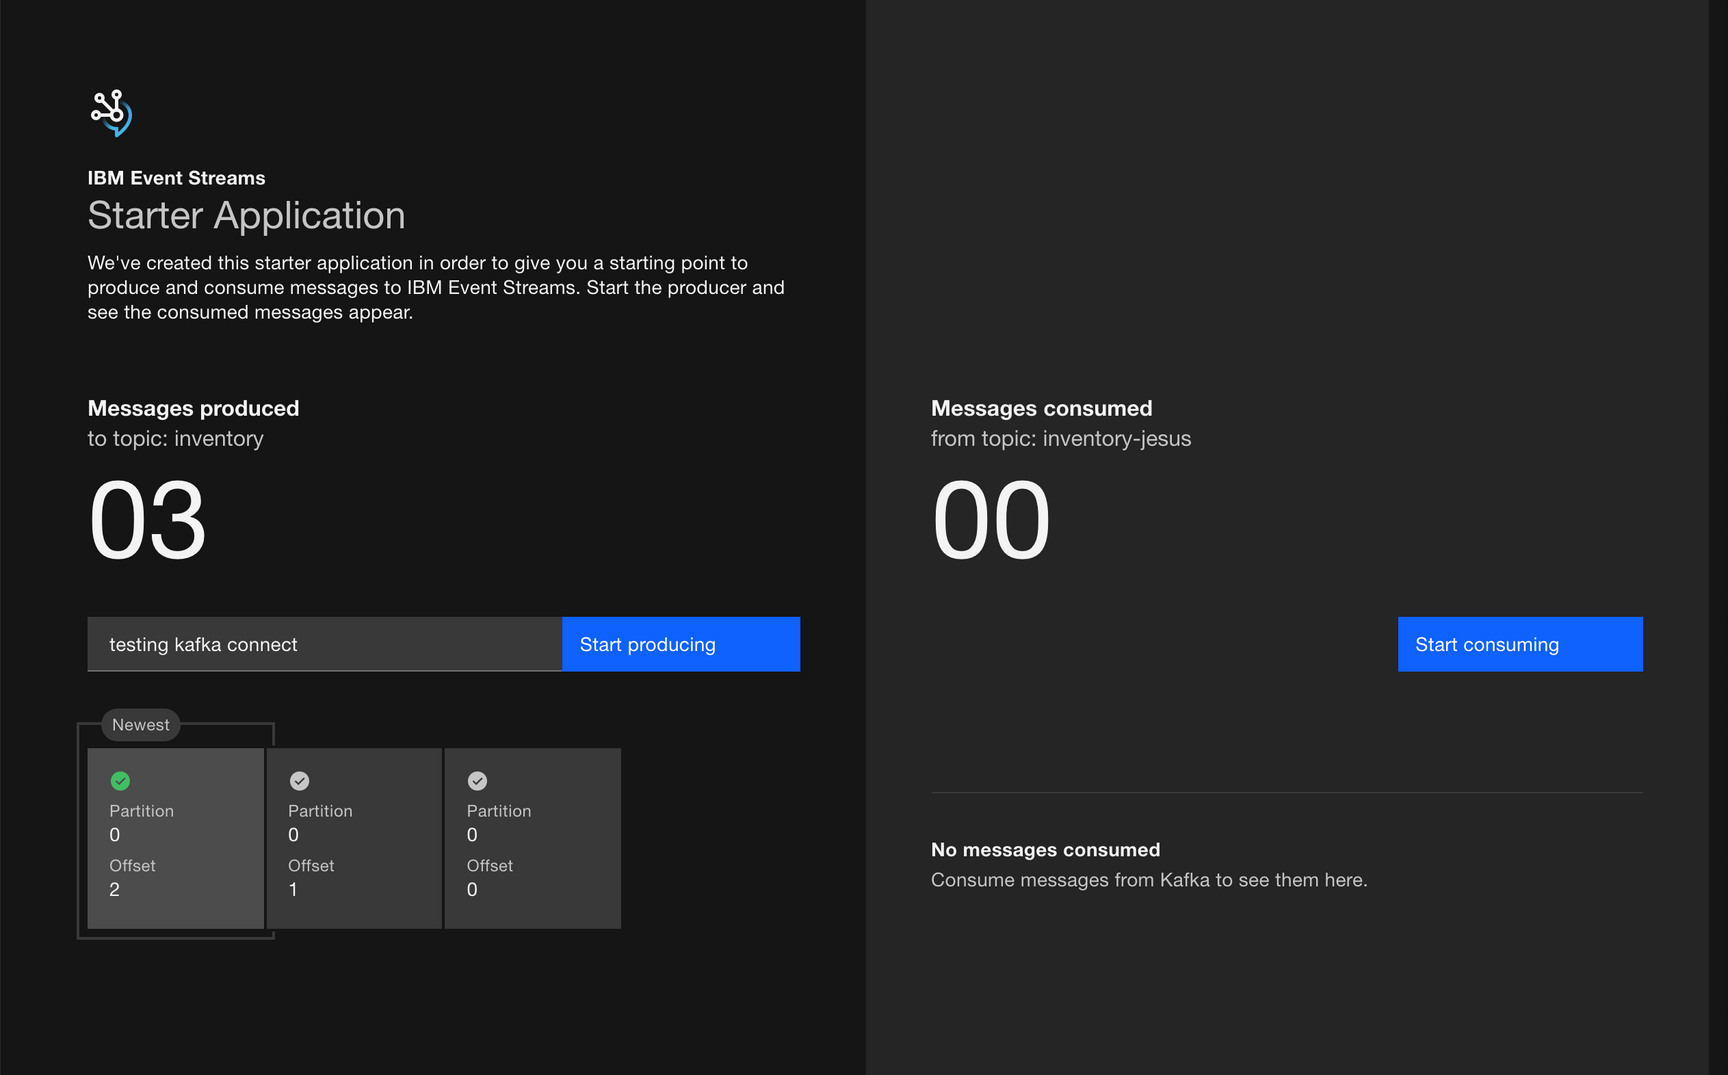 IBM Event Streams
Starter Application
We've created this starter application in order to give you a starting point to
produce and consume messages to IBM Event Streams. Start the producer and
see the consumed messages appear.
Messages produced
to topic: inventory
03
testing kafka connect
Start producing
Newest
Partition
0
Offset
2
Partition
0
Offset
1
Partition
0
Offset
0
Messages consumed
from topic: inventory-jesus
00
Start consuming
No messages consumed
Consume messages from Kafka to see them here.